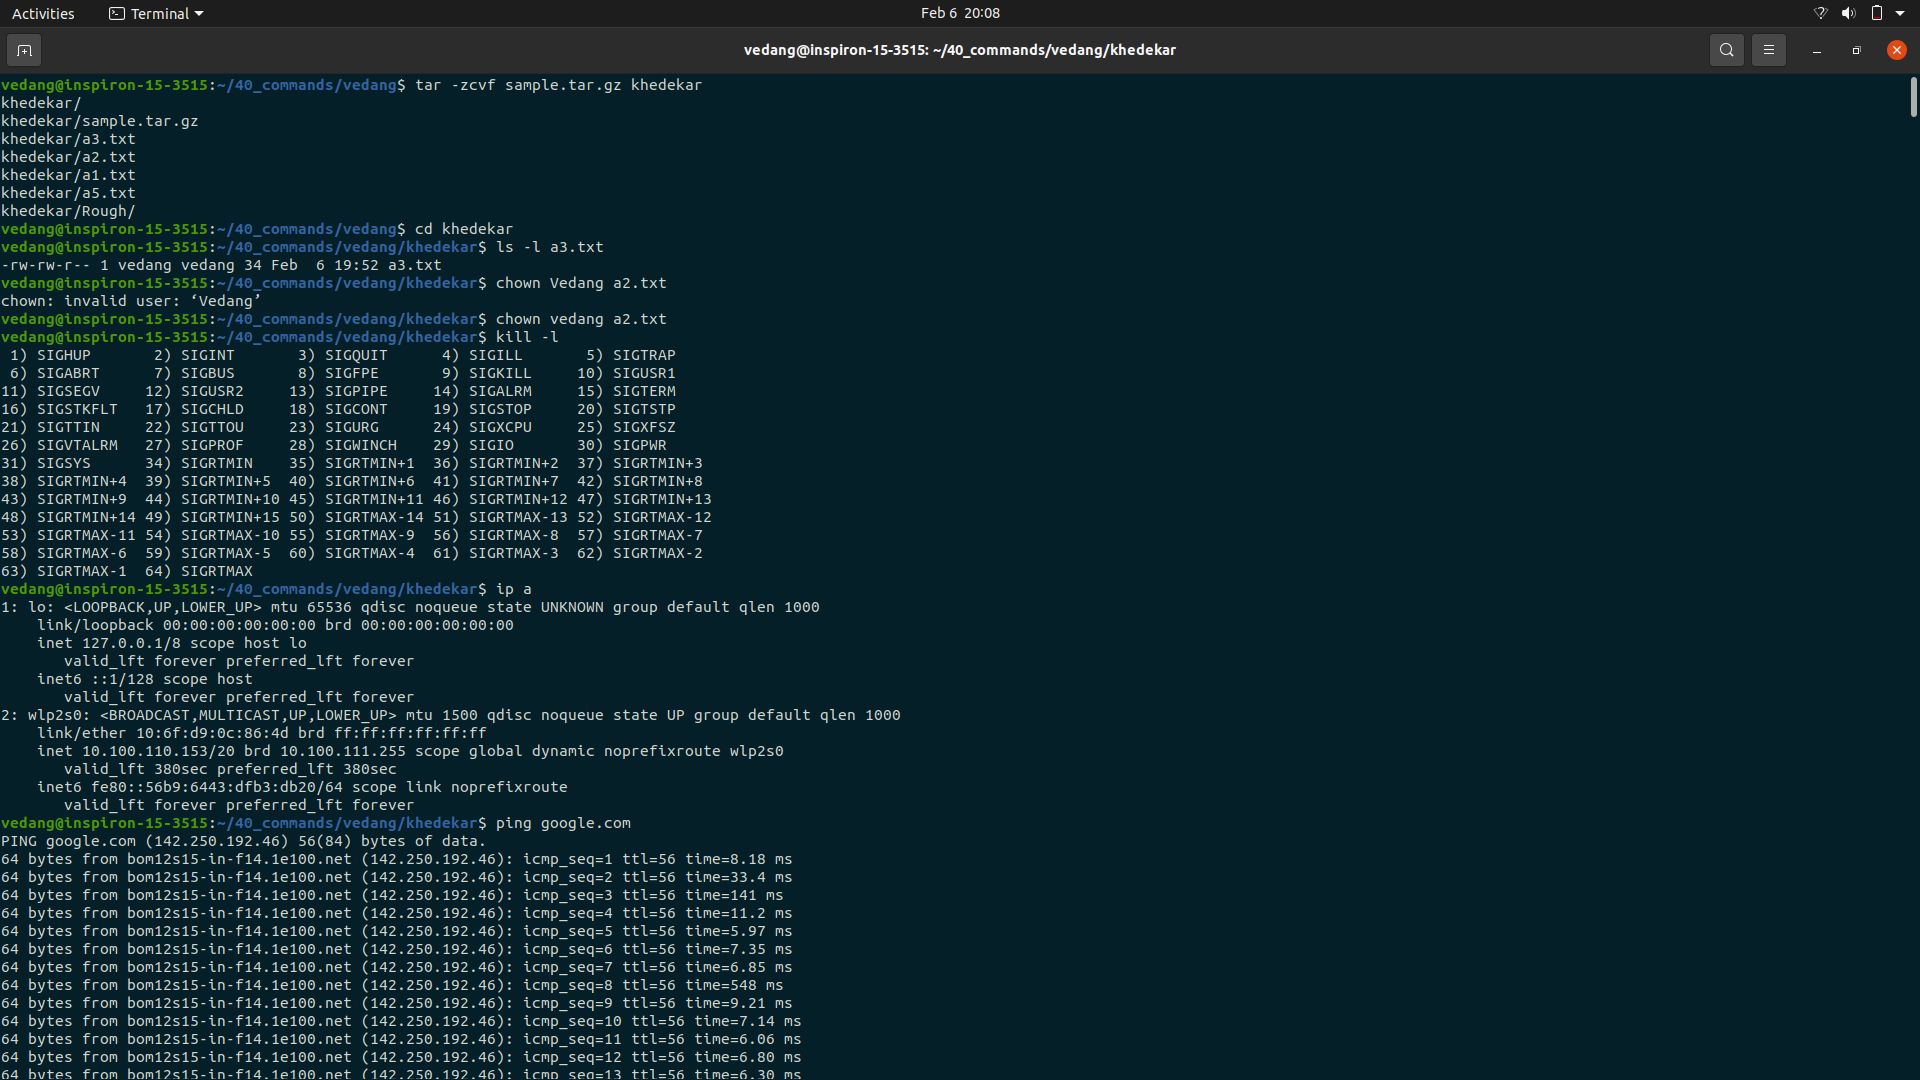 Activities Terminal Feb 6 20:08
vedang@inspiron-15-3515: ~/40_commands/vedang/khedekar
vedang@inspiron-15-3515:~/40_commands/vedang$ tar -zcvf sample.tar.gz khedekar
khedekar/
khedekar/sample.tar.gz
khedekar/a3.txt
khedekar/a2.txt
khedekar/a1.txt
khedekar/a5.txt
khedekar/Rough/
vedang@inspiron-15-3515:~/40_commands/vedang$ cd khedekar
vedang@inspiron-15-3515:~/40_commands/vedang/khedekar$ ls -l a3.txt
-rw-rw-r-- 1 vedang vedang 34 Feb  6 19:52 a3.txt
vedang@inspiron-15-3515:~/40_commands/vedang/khedekar$ chown Vedang a2.txt
chown: invalid user: ‘Vedang’
vedang@inspiron-15-3515:~/40_commands/vedang/khedekar$ chown vedang a2.txt
vedang@inspiron-15-3515:~/40_commands/vedang/khedekar$ kill -l
 1) SIGHUP       2) SIGINT       3) SIGQUIT      4) SIGILL       5) SIGTRAP
 6) SIGABRT      7) SIGBUS       8) SIGFPE       9) SIGKILL     10) SIGUSR1
11) SIGSEGV     12) SIGUSR2     13) SIGPIPE     14) SIGALRM     15) SIGTERM
16) SIGSTKFLT   17) SIGCHLD     18) SIGCONT     19) SIGSTOP     20) SIGTSTP
21) SIGTTIN     22) SIGTTOU     23) SIGURG      24) SIGXCPU     25) SIGXFSZ
26) SIGVTALRM   27) SIGPROF     28) SIGWINCH    29) SIGIO       30) SIGPWR
31) SIGSYS      34) SIGRTMIN    35) SIGRTMIN+1  36) SIGRTMIN+2  37) SIGRTMIN+3
38) SIGRTMIN+4  39) SIGRTMIN+5  40) SIGRTMIN+6  41) SIGRTMIN+7  42) SIGRTMIN+8
43) SIGRTMIN+9  44) SIGRTMIN+10 45) SIGRTMIN+11 46) SIGRTMIN+12 47) SIGRTMIN+13
48) SIGRTMIN+14 49) SIGRTMIN+15 50) SIGRTMAX-14 51) SIGRTMAX-13 52) SIGRTMAX-12
53) SIGRTMAX-11 54) SIGRTMAX-10 55) SIGRTMAX-9  56) SIGRTMAX-8  57) SIGRTMAX-7
58) SIGRTMAX-6  59) SIGRTMAX-5  60) SIGRTMAX-4  61) SIGRTMAX-3  62) SIGRTMAX-2
63) SIGRTMAX-1  64) SIGRTMAX
vedang@inspiron-15-3515:~/40_commands/vedang/khedekar$ ip a
1: lo: <LOOPBACK,UP,LOWER_UP> mtu 65536 qdisc noqueue state UNKNOWN group default qlen 1000
    link/loopback 00:00:00:00:00:00 brd 00:00:00:00:00:00
    inet 127.0.0.1/8 scope host lo
       valid_lft forever preferred_lft forever
    inet6 ::1/128 scope host
       valid_lft forever preferred_lft forever
2: wlp2s0: <BROADCAST,MULTICAST,UP,LOWER_UP> mtu 1500 qdisc noqueue state UP group default qlen 1000
    link/ether 10:6f:d9:0c:86:4d brd ff:ff:ff:ff:ff:ff
    inet 10.100.110.153/20 brd 10.100.111.255 scope global dynamic noprefixroute wlp2s0
       valid_lft 380sec preferred_lft 380sec
    inet6 fe80::56b9:6443:dfb3:db20/64 scope link noprefixroute
       valid_lft forever preferred_lft forever
vedang@inspiron-15-3515:~/40_commands/vedang/khedekar$ ping google.com
PING google.com (142.250.192.46) 56(84) bytes of data.
64 bytes from bom12s15-in-f14.1e100.net (142.250.192.46): icmp_seq=1 ttl=56 time=8.18 ms
64 bytes from bom12s15-in-f14.1e100.net (142.250.192.46): icmp_seq=2 ttl=56 time=33.4 ms
64 bytes from bom12s15-in-f14.1e100.net (142.250.192.46): icmp_seq=3 ttl=56 time=141 ms
64 bytes from bom12s15-in-f14.1e100.net (142.250.192.46): icmp_seq=4 ttl=56 time=11.2 ms
64 bytes from bom12s15-in-f14.1e100.net (142.250.192.46): icmp_seq=5 ttl=56 time=5.97 ms
64 bytes from bom12s15-in-f14.1e100.net (142.250.192.46): icmp_seq=6 ttl=56 time=7.35 ms
64 bytes from bom12s15-in-f14.1e100.net (142.250.192.46): icmp_seq=7 ttl=56 time=6.85 ms
64 bytes from bom12s15-in-f14.1e100.net (142.250.192.46): icmp_seq=8 ttl=56 time=548 ms
64 bytes from bom12s15-in-f14.1e100.net (142.250.192.46): icmp_seq=9 ttl=56 time=9.21 ms
64 bytes from bom12s15-in-f14.1e100.net (142.250.192.46): icmp_seq=10 ttl=56 time=7.14 ms
64 bytes from bom12s15-in-f14.1e100.net (142.250.192.46): icmp_seq=11 ttl=56 time=6.06 ms
64 bytes from bom12s15-in-f14.1e100.net (142.250.192.46): icmp_seq=12 ttl=56 time=6.80 ms
64 bytes from bom12s15-in-f14.1e100.net (142.250.192.46): icmp_seq=13 ttl=56 time=6.30 ms